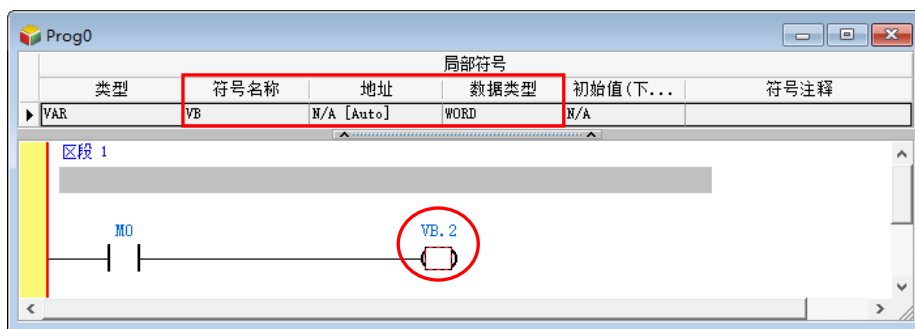 Prog0
局部符号
类型 符号名称 地址 数据类型 初始值(下... 符号注释
VAR VB N/A [Auto] WORD N/A
区段 1
M0 VB.2